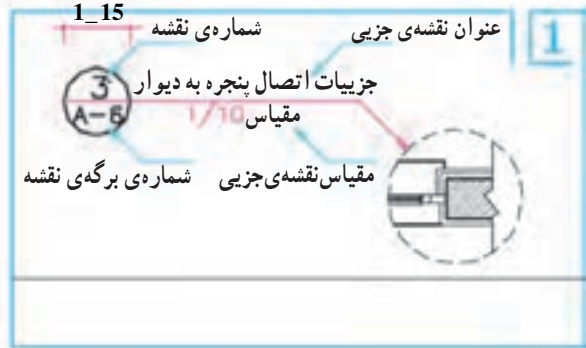 1_15
عنوان نقشه‌ی جزیی
شماره‌ی نقشه
1
3
جزییات اتصال پنجره به دیوار
A-6
مقیاس 1/10
مقیاس نقشه‌ی جزیی
شماره‌ی برگه‌ی نقشه